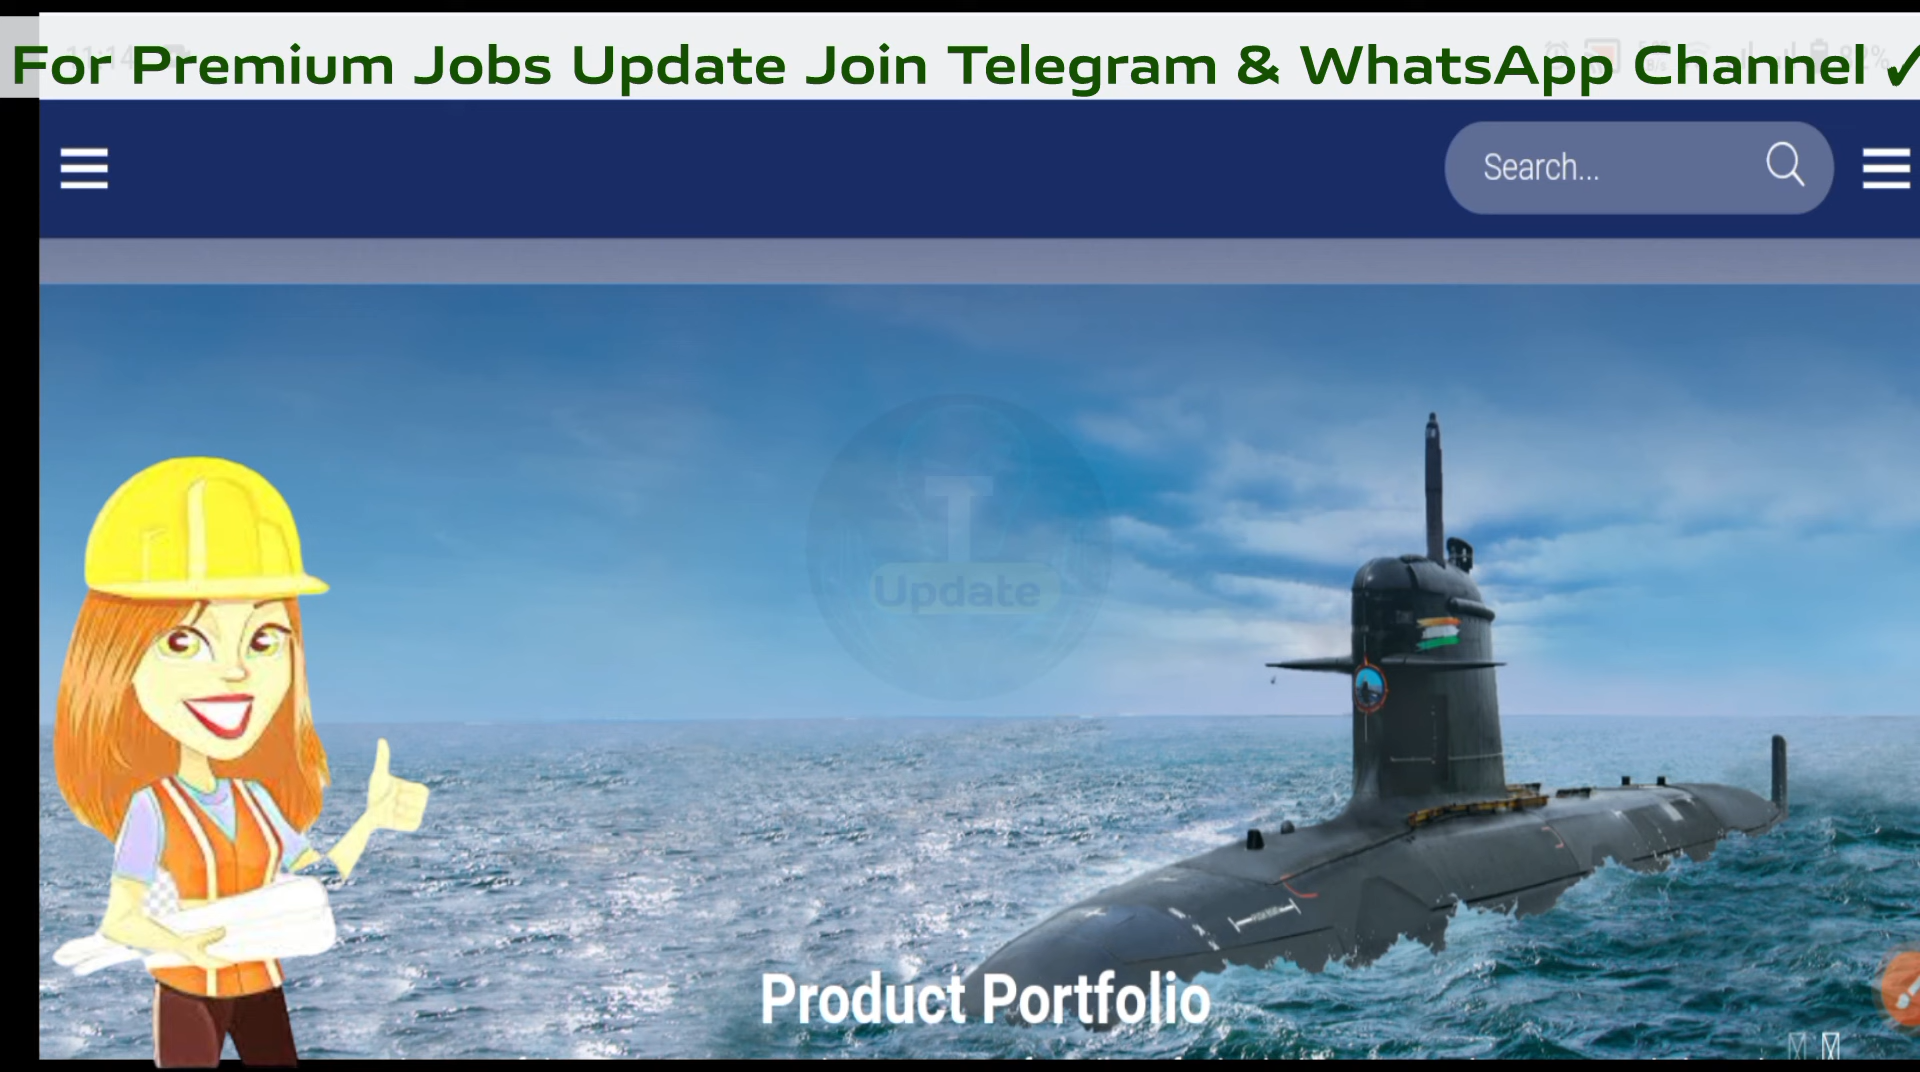 For Premium Jobs Update Join Telegram & WhatsApp Channel ✓
Search...
Update
Product Portfolio